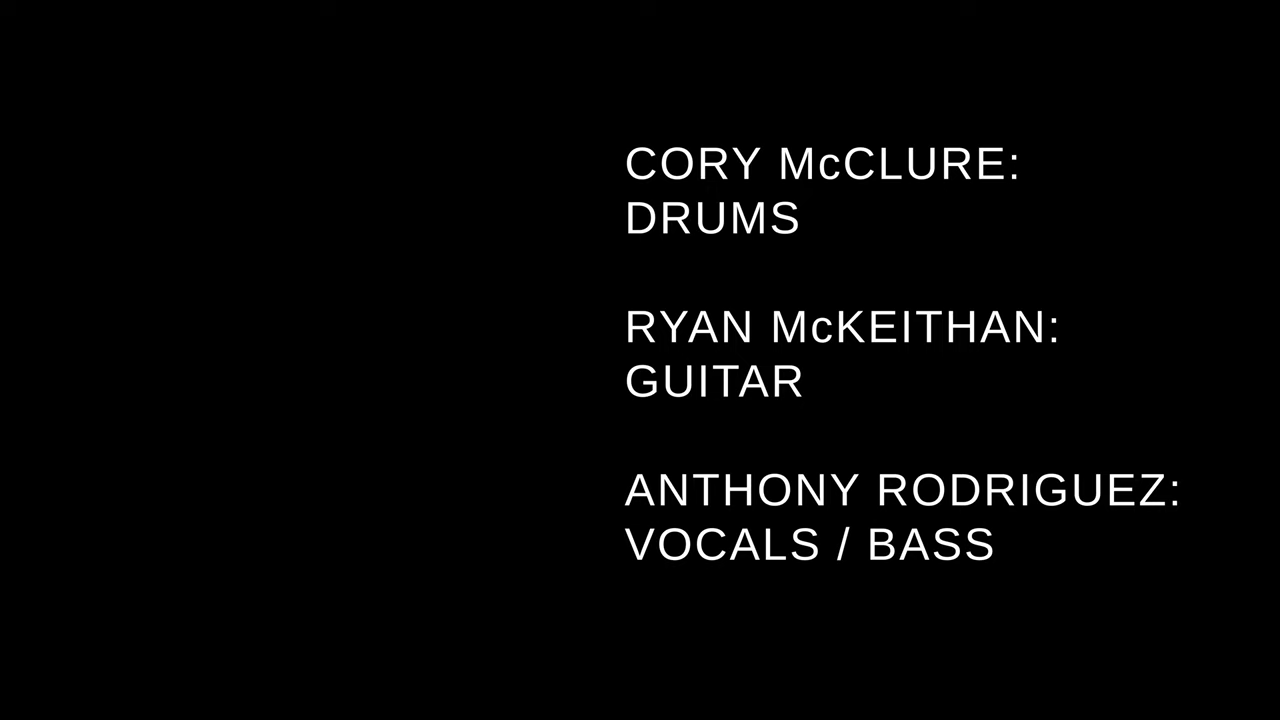 CORY McCLURE:
DRUMS
RYAN McKEITHAN:
GUITAR
ANTHONY RODRIGUEZ:
VOCALS / BASS